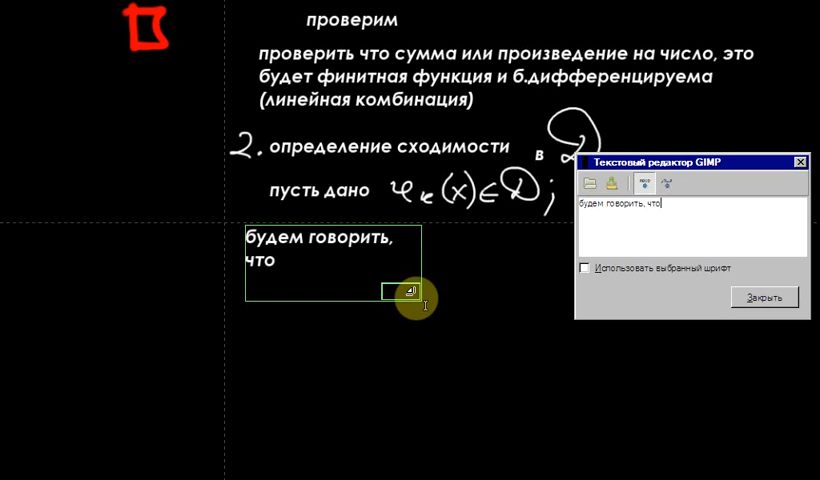 проверим
проверить что сумма или произведение на число, это
будет финитная функция и б.дифференцируема
(линейная комбинация)
2. определение сходимости в D
пусть дано φₖ(x)∈D;
будем говорить,
что
Текстовый редактор GIMP
будем говорить, что
Использовать выбранный шрифт
Закрыть